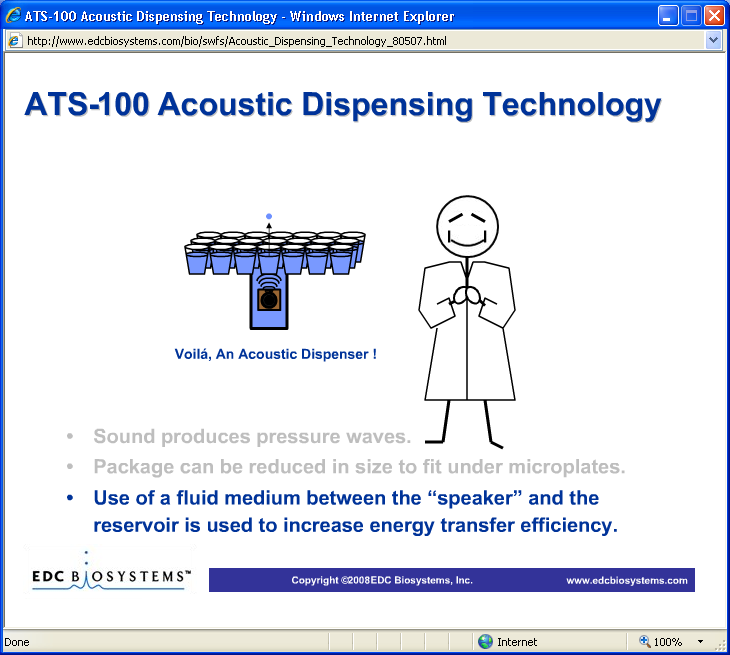 ATS-100 Acoustic Dispensing Technology - Windows Internet Explorer
http://www.edcbiosystems.com/bio/swfs/Acoustic_Dispensing_Technology_80507.html
ATS-100 Acoustic Dispensing Technology
Voilá, An Acoustic Dispenser !
• Sound produces pressure waves.
• Package can be reduced in size to fit under microplates.
• Use of a fluid medium between the “speaker” and the
reservoir is used to increase energy transfer efficiency.
EDC BIOSYSTEMS™
Copyright ©2008EDC Biosystems, Inc.
www.edcbiosystems.com
Done
Internet
100%